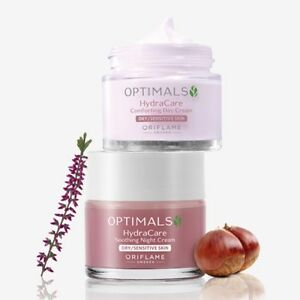 OPTIMALS
HydraCare
Comforting Day Cream
DRY/SENSITIVE SKIN
ORIFLAME
SWEDEN
OPTIMALS
HydraCare
Soothing Night Cream
DRY/SENSITIVE SKIN
ORIFLAME
SWEDEN